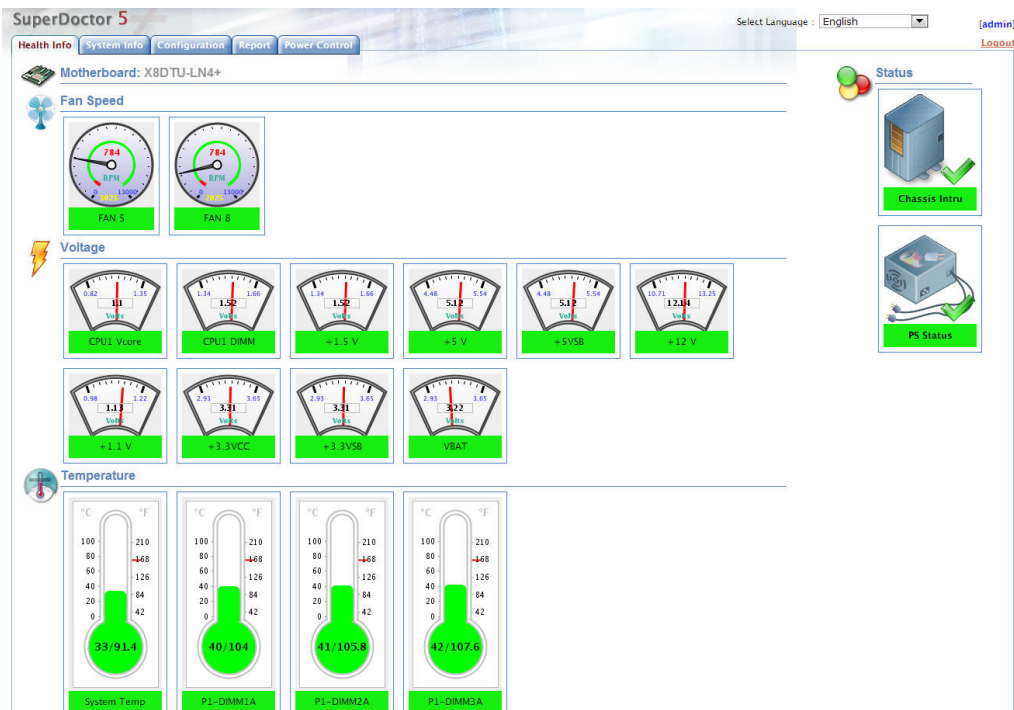 SuperDoctor 5
Select Language : English
[admin]
Logout
Health Info System Info Configuration Report Power Control
Motherboard: X8DTU-LN4+
Status
Fan Speed
784 784
RPM RPM
0 13000 0 13000
2025 2025
FAN 5 FAN 8
Chassis Intru
Voltage
0.82 1.35 1.34 1.66 1.34 1.66 4.48 5.54 4.48 5.54 10.71 13.25
1.1 1.52 1.52 5.12 5.12 12.14
Volts Volts Volts Volts Volts Volts
CPU1 Vcore CPU1 DIMM +1.5 V +5 V +5VSB +12 V
PS Status
0.98 1.22 2.93 3.65 2.93 3.65 2.93 3.65
1.13 3.31 3.31 3.22
Volts Volts Volts Volts
+1.1 V +3.3VCC +3.3VSB VBAT
Temperature
°C °F °C °F °C °F °C °F
100 210 100 210 100 210 100 210
80 168 80 168 80 168 80 168
60 126 60 126 60 126 60 126
40 84 40 84 40 84 40 84
20 42 20 42 20 42 20 42
0 0 0 0
33/91.4 40/104 41/105.8 42/107.6
System Temp P1-DIMM1A P1-DIMM2A P1-DIMM3A